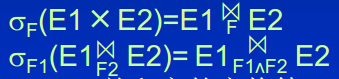 σF(E1 × E2)=E1 ⋈F E2
σF1(E1⋈F2 E2)= E1⋈F1∧F2 E2